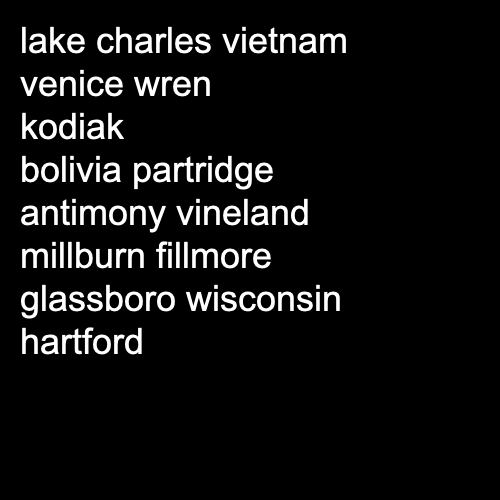 lake charles vietnam
venice wren
kodiak
bolivia partridge
antimony vineland
millburn fillmore
glassboro wisconsin
hartford